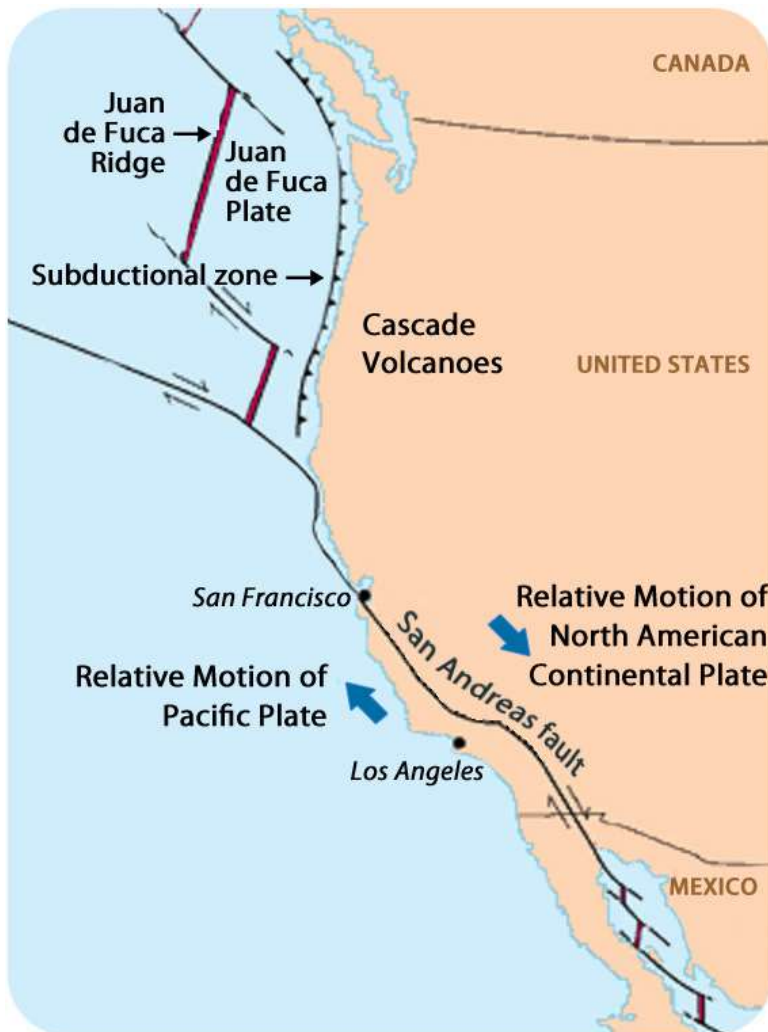 CANADA
Juan
de Fuca
Ridge
Juan
de Fuca
Plate
Subductional zone
Cascade
Volcanoes
UNITED STATES
San Francisco
San Andreas fault
Relative Motion of
North American
Continental Plate
Relative Motion of
Pacific Plate
Los Angeles
MEXICO